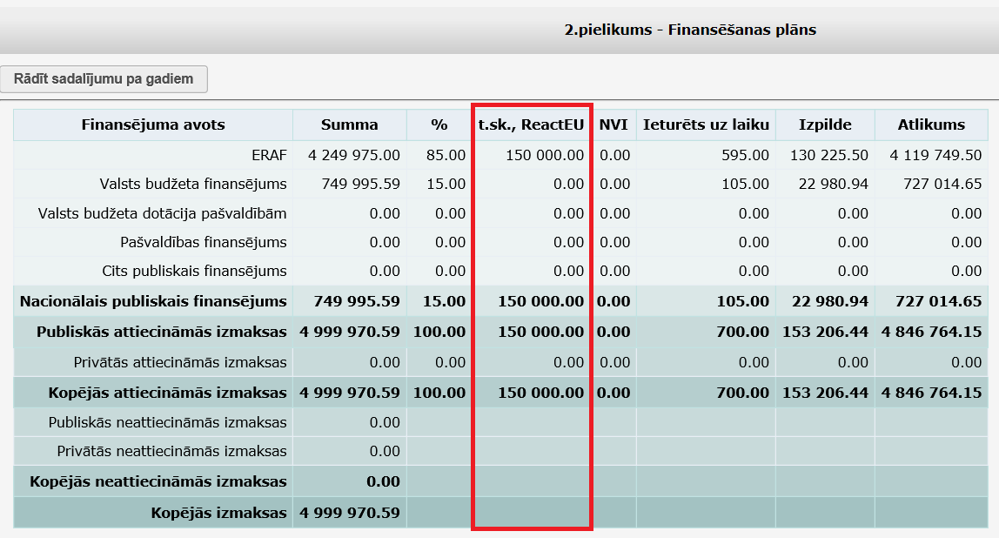 2.pielikums - Finansēšanas plāns
Rādīt sadalījumu pa gadiem
Finansējuma avots Summa % t.sk., ReactEU NVI Ieturēts uz laiku Izpilde Atlikums
ERAF 4 249 975.00 85.00 150 000.00 0.00 595.00 130 225.50 4 119 749.50
Valsts budžeta finansējums 749 995.59 15.00 0.00 0.00 105.00 22 980.94 727 014.65
Valsts budžeta dotācija pašvaldībām 0.00 0.00 0.00 0.00 0.00 0.00 0.00
Pašvaldības finansējums 0.00 0.00 0.00 0.00 0.00 0.00 0.00
Cits publiskais finansējums 0.00 0.00 0.00 0.00 0.00 0.00 0.00
Nacionālais publiskais finansējums 749 995.59 15.00 150 000.00 0.00 105.00 22 980.94 727 014.65
Publiskās attiecināmās izmaksas 4 999 970.59 100.00 150 000.00 0.00 700.00 153 206.44 4 846 764.15
Privātās attiecināmās izmaksas 0.00 0.00 0.00 0.00 0.00 0.00 0.00
Kopējās attiecināmās izmaksas 4 999 970.59 100.00 150 000.00 0.00 700.00 153 206.44 4 846 764.15
Publiskās neattiecināmās izmaksas 0.00
Privātās neattiecināmās izmaksas 0.00
Kopējās neattiecināmās izmaksas 0.00
Kopējās izmaksas 4 999 970.59